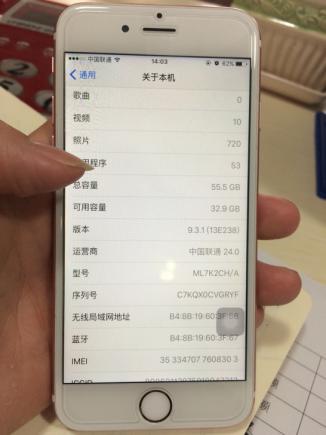 中国联通 14:03 62%
通用 关于本机
歌曲 0
视频 10
照片 720
程序 53
总容量 55.5 GB
可用容量 32.9 GB
版本 9.3.1 (13E238)
运营商 中国联通 24.0
型号 ML7K2CH/A
序列号 C7KQX0CVGRYF
无线局域网地址 B4:8B:19:60:3F:68
蓝牙 B4:8B:19:60:3F:67
IMEI 35 334707 760830 3
ICCID